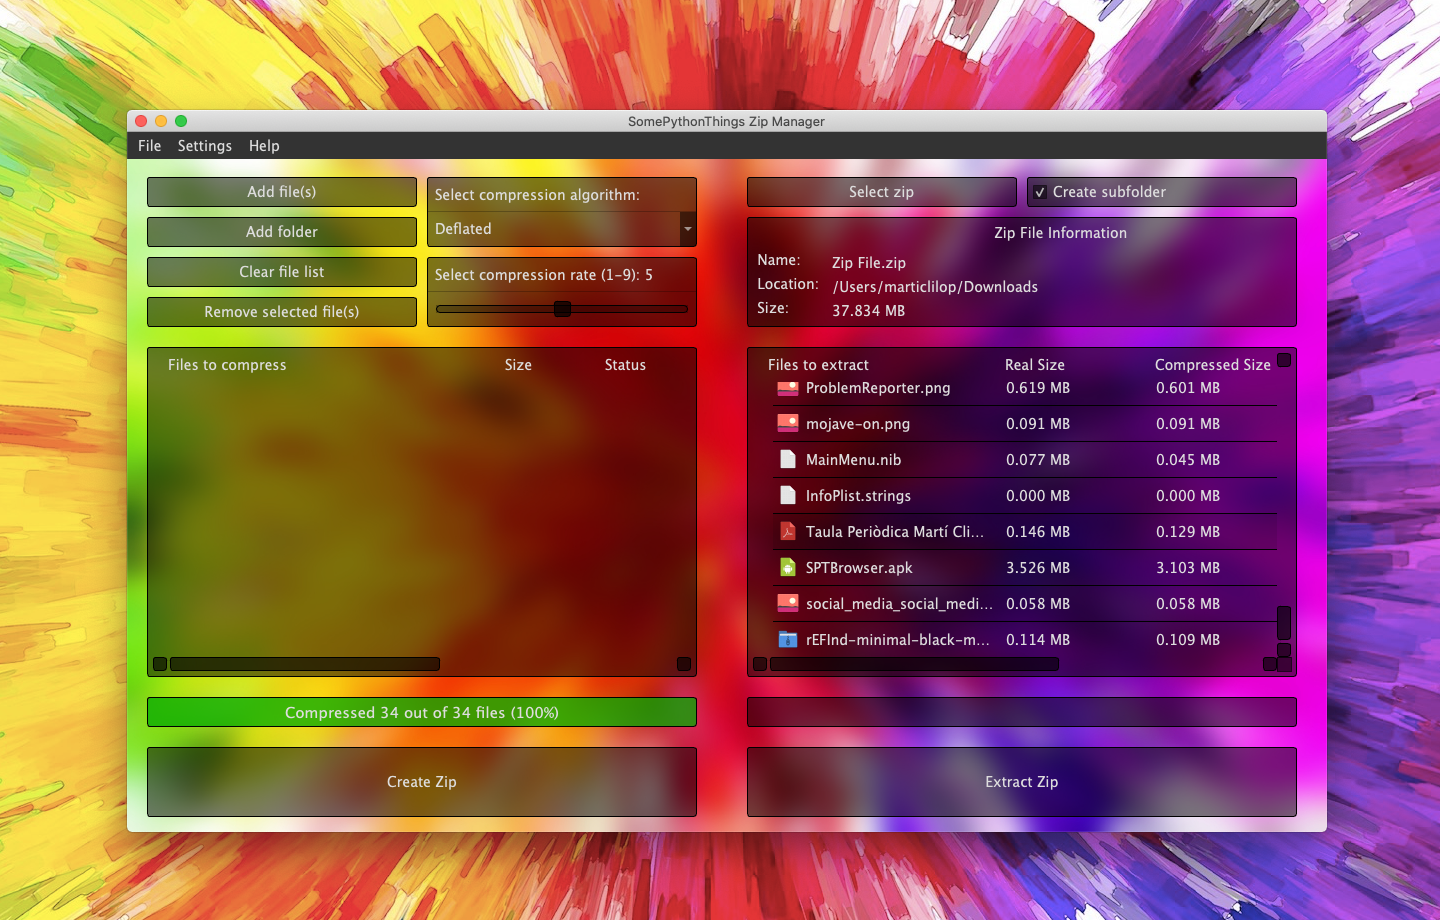 SomePythonThings Zip Manager
File Settings Help
Add file(s)
Add folder
Clear file list
Remove selected file(s)
Select compression algorithm:
Deflated
Select compression rate (1-9): 5
Files to compress Size Status
Compressed 34 out of 34 files (100%)
Create Zip
Select zip
✓ Create subfolder
Zip File Information
Name: Zip File.zip
Location: /Users/marticlilop/Downloads
Size: 37.834 MB
Files to extract Real Size Compressed Size
ProblemReporter.png 0.619 MB 0.601 MB
mojave-on.png 0.091 MB 0.091 MB
MainMenu.nib 0.077 MB 0.045 MB
InfoPlist.strings 0.000 MB 0.000 MB
Taula Periòdica Martí Cli... 0.146 MB 0.129 MB
SPTBrowser.apk 3.526 MB 3.103 MB
social_media_social_medi... 0.058 MB 0.058 MB
rEFInd-minimal-black-m... 0.114 MB 0.109 MB
Extract Zip